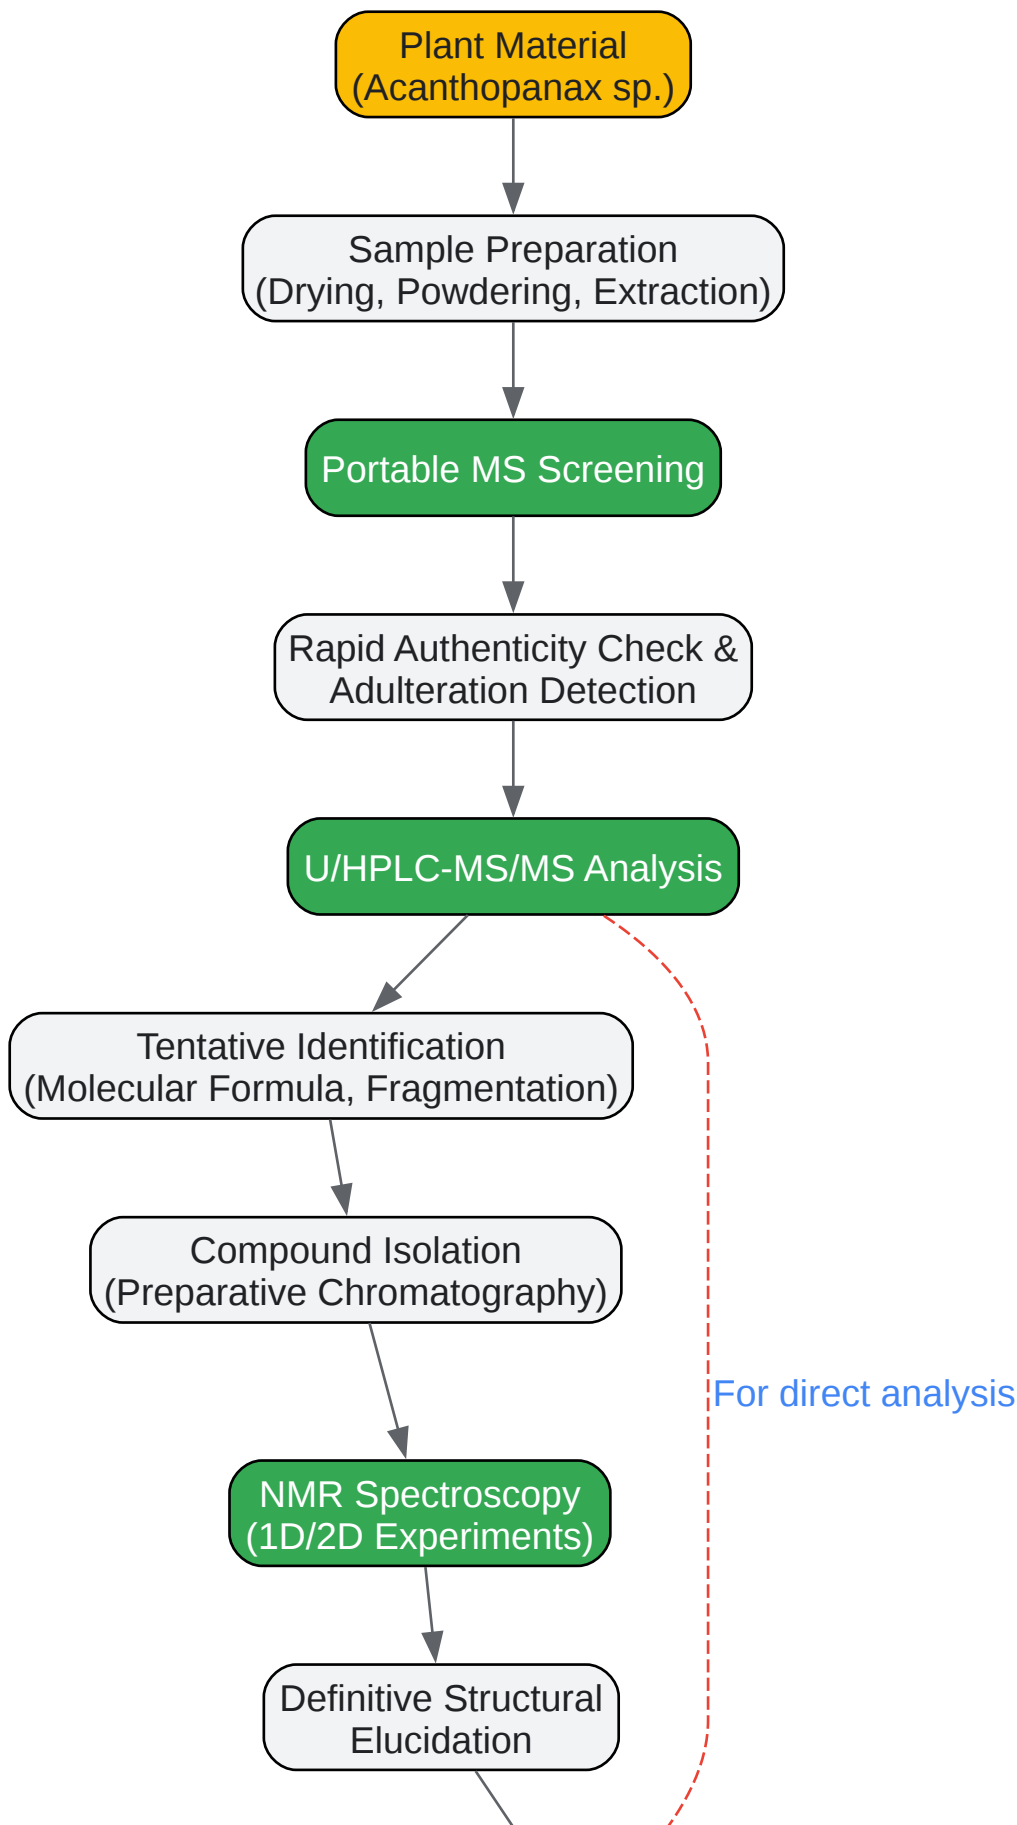 Plant Material
(Acanthopanax sp.)
Sample Preparation
(Drying, Powdering, Extraction)
Portable MS Screening
Rapid Authenticity Check &
Adulteration Detection
U/HPLC-MS/MS Analysis
Tentative Identification
(Molecular Formula, Fragmentation)
Compound Isolation
(Preparative Chromatography)
For direct analysis
NMR Spectroscopy
(1D/2D Experiments)
Definitive Structural
Elucidation